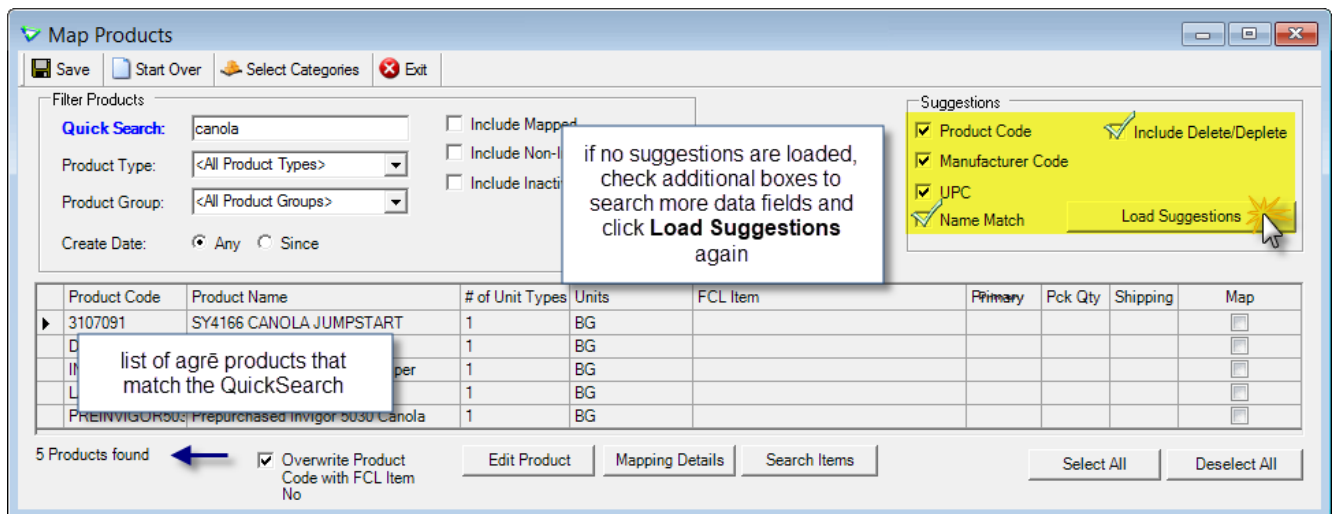 Map Products
Save Start Over Select Categories Exit
Filter Products
Quick Search: canola
Product Type: <All Product Types>
Product Group: <All Product Groups>
Create Date: Any Since
Include Mapped
Include
Include
if no suggestions are loaded,
check additional boxes to
search more data fields and
click Load Suggestions
again
Suggestions
Product Code Include Delete/Deplete
Manufacturer Code
UPC
Name Match Load Suggestions
Product Code Product Name # of Unit Types Units FCL Item Primary Pck Qty Shipping Map
3107091 SY4166 CANOLA JUMPSTART 1 BG
1 BG
per 1 BG
1 BG
PREINVIGOR503 Prepurchased Invigor 5030 Canola 1 BG
list of agrē products that
match the QuickSearch
5 Products found
Overwrite Product
Code with FCL Item
No
Edit Product Mapping Details Search Items Select All Deselect All